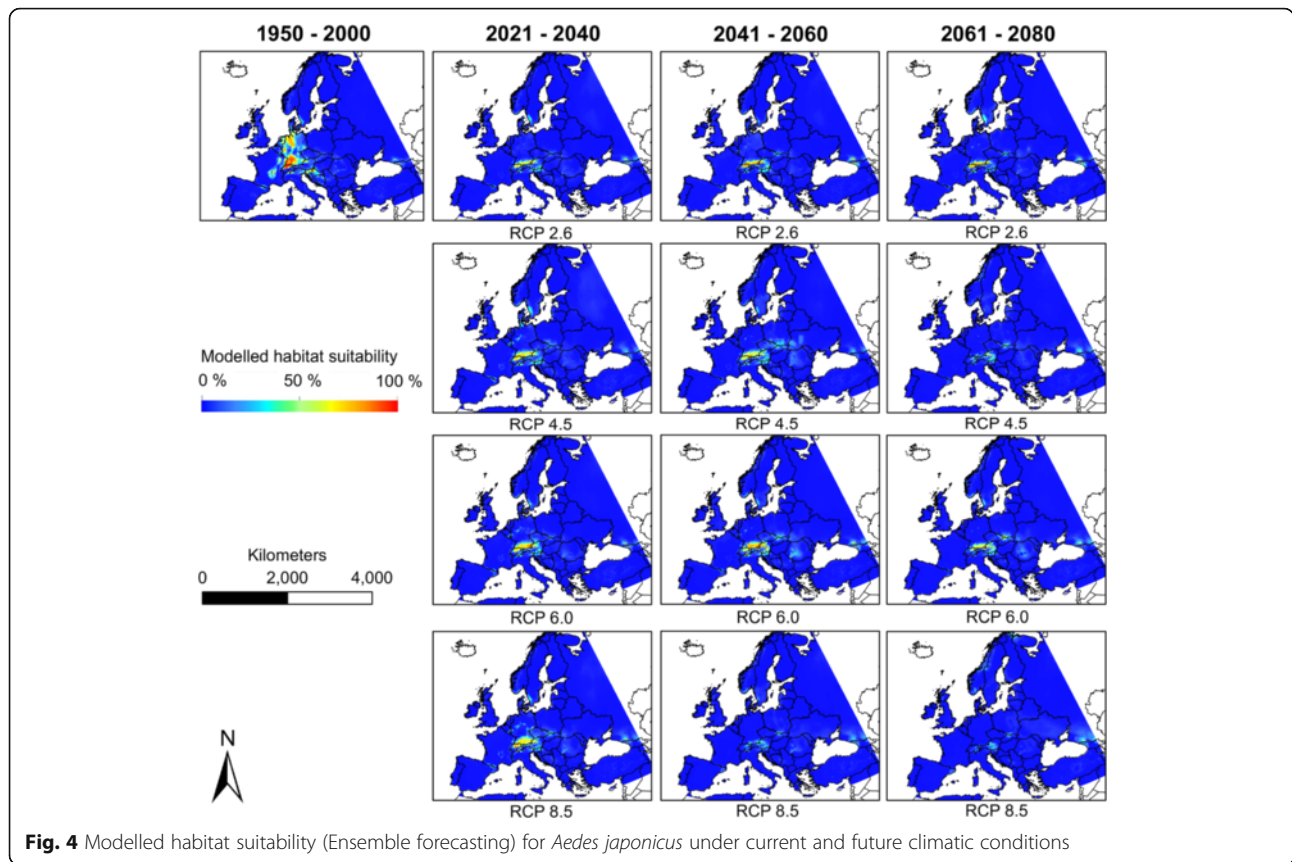 1950 - 2000 2021 - 2040 2041 - 2060 2061 - 2080
RCP 2.6 RCP 2.6 RCP 2.6
Modelled habitat suitability
0 % 50 % 100 %
RCP 4.5 RCP 4.5 RCP 4.5
Kilometers
0 2,000 4,000
RCP 6.0 RCP 6.0 RCP 6.0
N
RCP 8.5 RCP 8.5 RCP 8.5
Fig. 4 Modelled habitat suitability (Ensemble forecasting) for Aedes japonicus under current and future climatic conditions